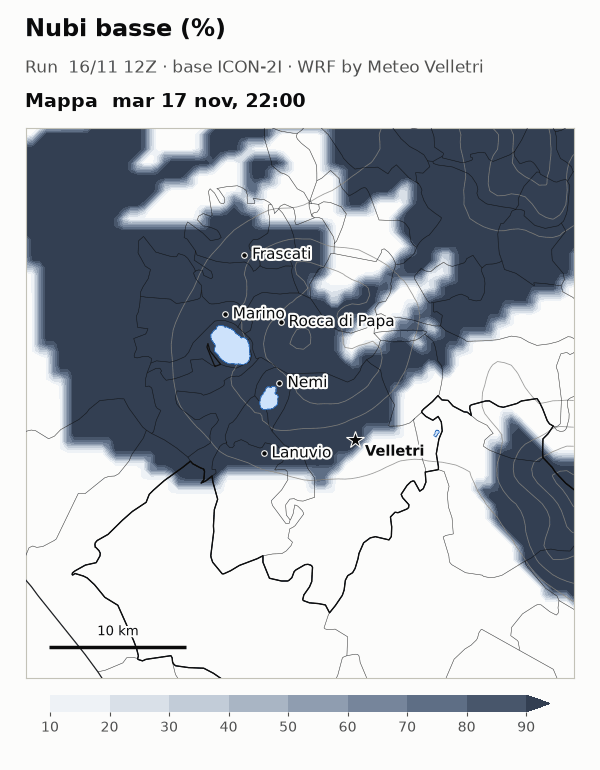 Nubi basse (%)
Run  16/11 12Z · base ICON-2I · WRF by Meteo Velletri
Mappa  mar 17 nov, 22:00
Frascati
Marino
Rocca di Papa
Nemi
Velletri
Lanuvio
10 km
10 20 30 40 50 60 70 80 90